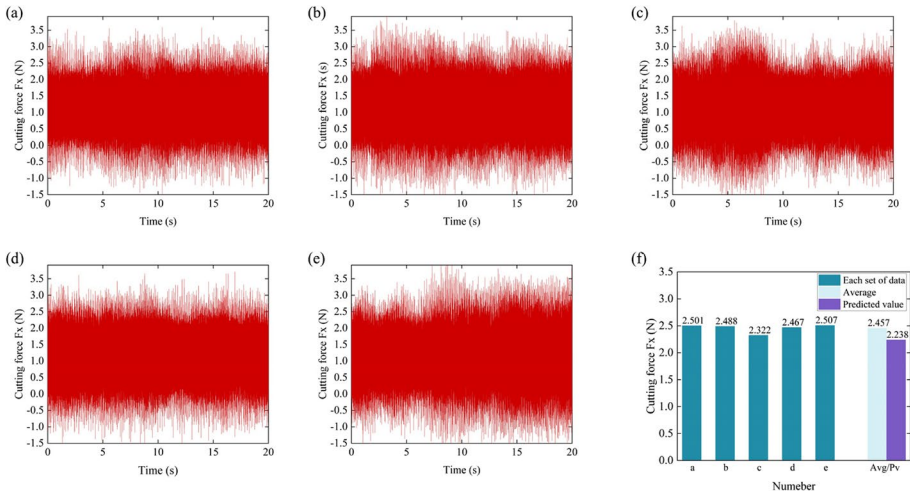 (a)
Cutting force Fx (N)
3.5
3.0
2.5
2.0
1.5
1.0
0.5
0.0
-0.5
-1.0
-1.5
0 5 10 15 20
Time (s)
(b)
Cutting force Fx (s)
3.5
3.0
2.5
2.0
1.5
1.0
0.5
0.0
-0.5
-1.0
-1.5
0 5 10 15 20
Time (s)
(c)
Cutting force Fx (N)
3.5
3.0
2.5
2.0
1.5
1.0
0.5
0.0
-0.5
-1.0
-1.5
0 5 10 15 20
Time (s)
(d)
Cutting force Fx (N)
3.5
3.0
2.5
2.0
1.5
1.0
0.5
0.0
-0.5
-1.0
-1.5
0 5 10 15 20
Time (s)
(e)
Cutting force Fx (N)
3.5
3.0
2.5
2.0
1.5
1.0
0.5
0.0
-0.5
-1.0
-1.5
0 5 10 15 20
Time (s)
(f)
Cutting force Fx (N)
3.5
3.0
2.5
2.0
1.5
1.0
0.5
0.0
Each set of data
Average
Predicted value
2.501 2.488 2.322 2.467 2.507 2.457 2.238
a b c d e Avg/Pv
Numeber